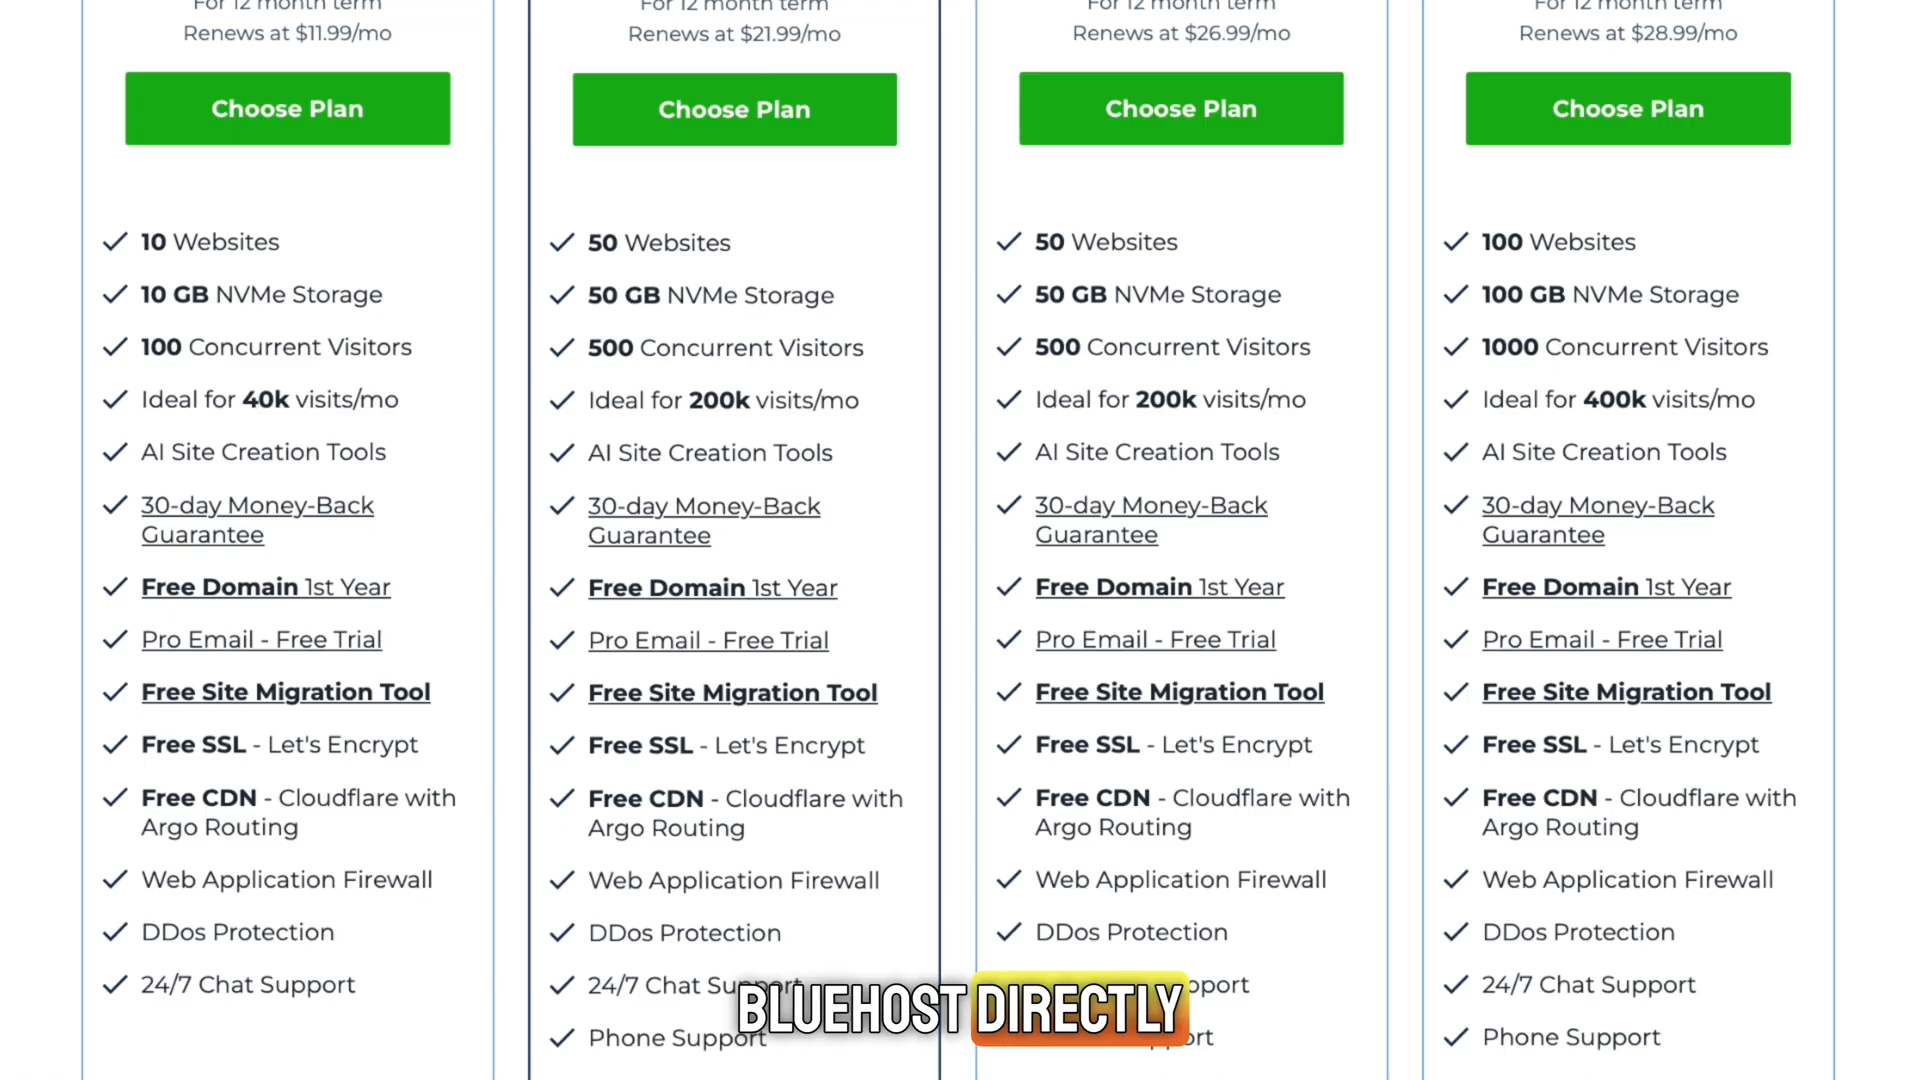 For 12 month term
Renews at $11.99/mo
Choose Plan
10 Websites
10 GB NVMe Storage
100 Concurrent Visitors
Ideal for 40k visits/mo
AI Site Creation Tools
30-day Money-Back
Guarantee
Free Domain 1st Year
Pro Email - Free Trial
Free Site Migration Tool
Free SSL - Let's Encrypt
Free CDN - Cloudflare with
Argo Routing
Web Application Firewall
DDos Protection
24/7 Chat Support
For 12 month term
Renews at $21.99/mo
Choose Plan
50 Websites
50 GB NVMe Storage
500 Concurrent Visitors
Ideal for 200k visits/mo
AI Site Creation Tools
30-day Money-Back
Guarantee
Free Domain 1st Year
Pro Email - Free Trial
Free Site Migration Tool
Free SSL - Let's Encrypt
Free CDN - Cloudflare with
Argo Routing
Web Application Firewall
DDos Protection
24/7 Chat Support
Phone Support
For 12 month term
Renews at $26.99/mo
Choose Plan
50 Websites
50 GB NVMe Storage
500 Concurrent Visitors
Ideal for 200k visits/mo
AI Site Creation Tools
30-day Money-Back
Guarantee
Free Domain 1st Year
Pro Email - Free Trial
Free Site Migration Tool
Free SSL - Let's Encrypt
Free CDN - Cloudflare with
Argo Routing
Web Application Firewall
DDos Protection
For 12 month term
Renews at $28.99/mo
Choose Plan
100 Websites
100 GB NVMe Storage
1000 Concurrent Visitors
Ideal for 400k visits/mo
AI Site Creation Tools
30-day Money-Back
Guarantee
Free Domain 1st Year
Pro Email - Free Trial
Free Site Migration Tool
Free SSL - Let's Encrypt
Free CDN - Cloudflare with
Argo Routing
Web Application Firewall
DDos Protection
24/7 Chat Support
Phone Support
BLUEHOST DIRECTLY